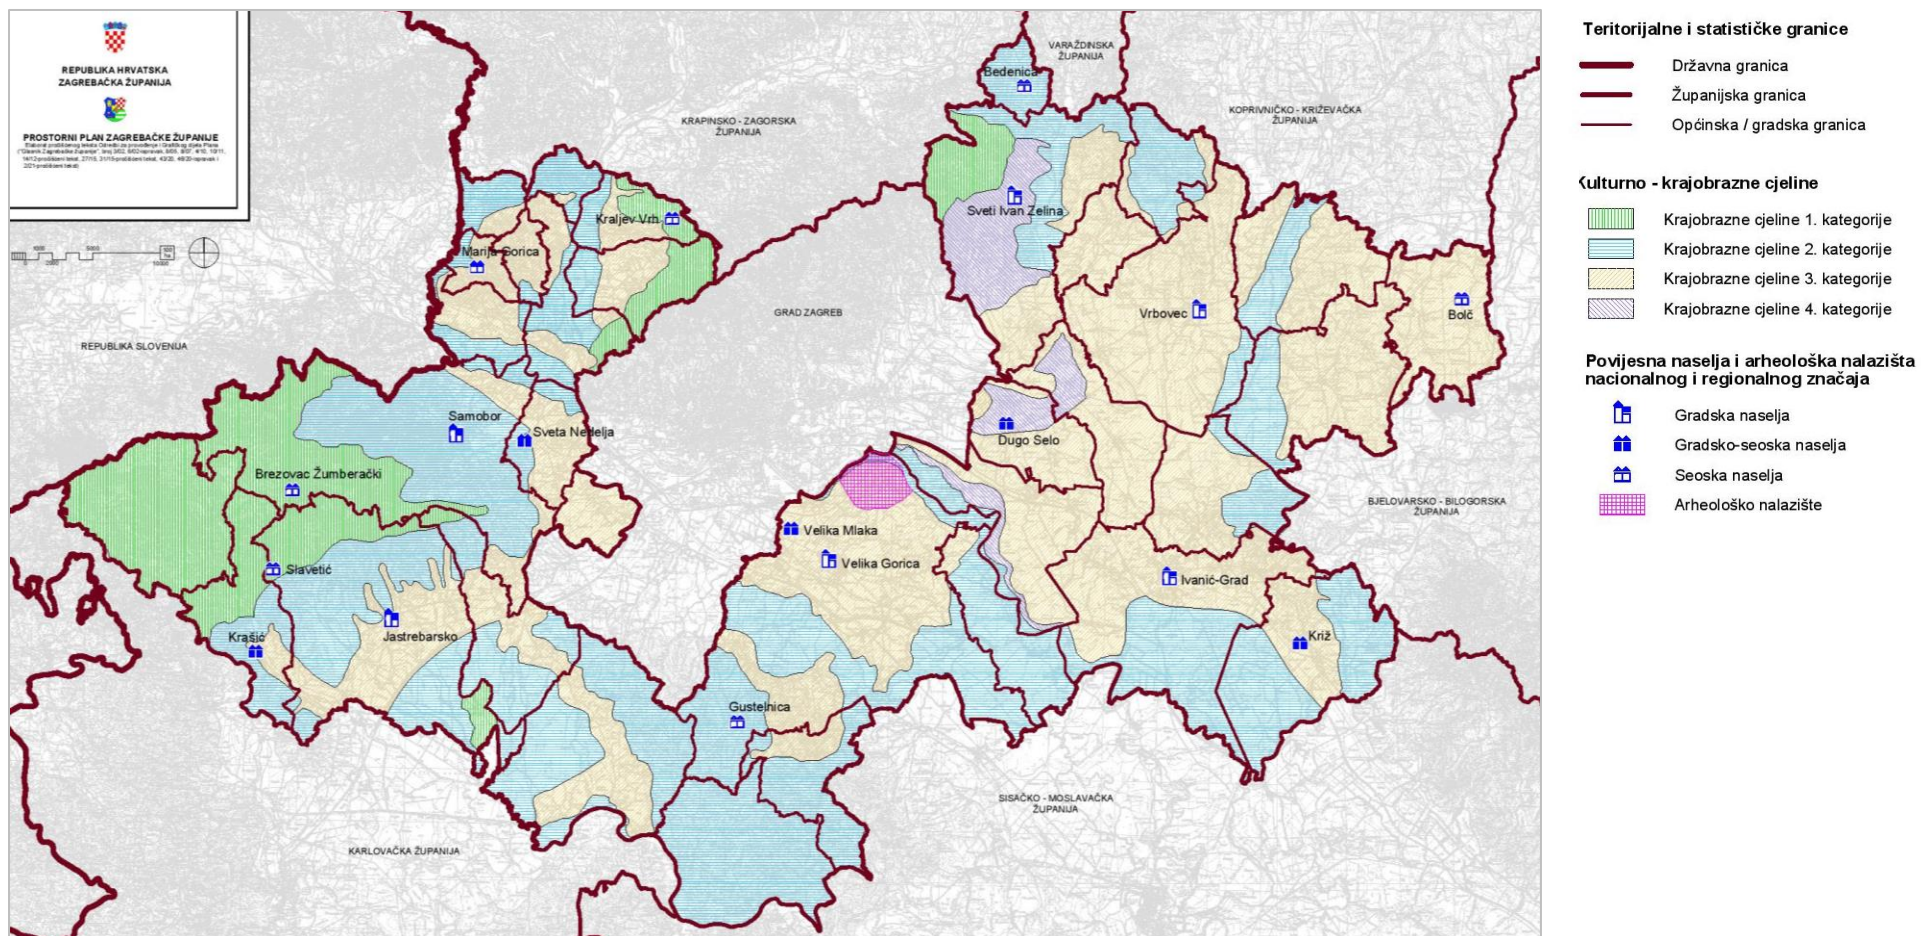 REPUBLIKA HRVATSKA
ZAGREBAČKA ŽUPANIJA
PROSTORNI PLAN ZAGREBAČKE ŽUPANIJE
KRAPINSKO - ZAGORSKA
ŽUPANIJA
VARAŽDINSKA
ŽUPANIJA
KOPRIVNIČKO - KRIŽEVAČKA
ŽUPANIJA
Bedenica
Sveti Ivan Zelina
Kraljev Vrh
Marija Gorica
GRAD ZAGREB
Vrbovec
Bolč
REPUBLIKA SLOVENIJA
Samobor
Sveta Nedelja
Dugo Selo
Brezovac Žumberački
BJELOVARSKO - BILOGORSKA
ŽUPANIJA
Velika Mlaka
Velika Gorica
Slavetić
Ivanić-Grad
Krašić
Jastrebarsko
Križ
Gustelnica
SISAČKO - MOSLAVAČKA
ŽUPANIJA
KARLOVAČKA ŽUPANIJA
Teritorijalne i statističke granice
Državna granica
Županijska granica
Općinska / gradska granica
Kulturno - krajobrazne cjeline
Krajobrazne cjeline 1. kategorije
Krajobrazne cjeline 2. kategorije
Krajobrazne cjeline 3. kategorije
Krajobrazne cjeline 4. kategorije
Povijesna naselja i arheološka nalazišta
nacionalnog i regionalnog značaja
Gradska naselja
Gradsko-seoska naselja
Seoska naselja
Arheološko nalazište